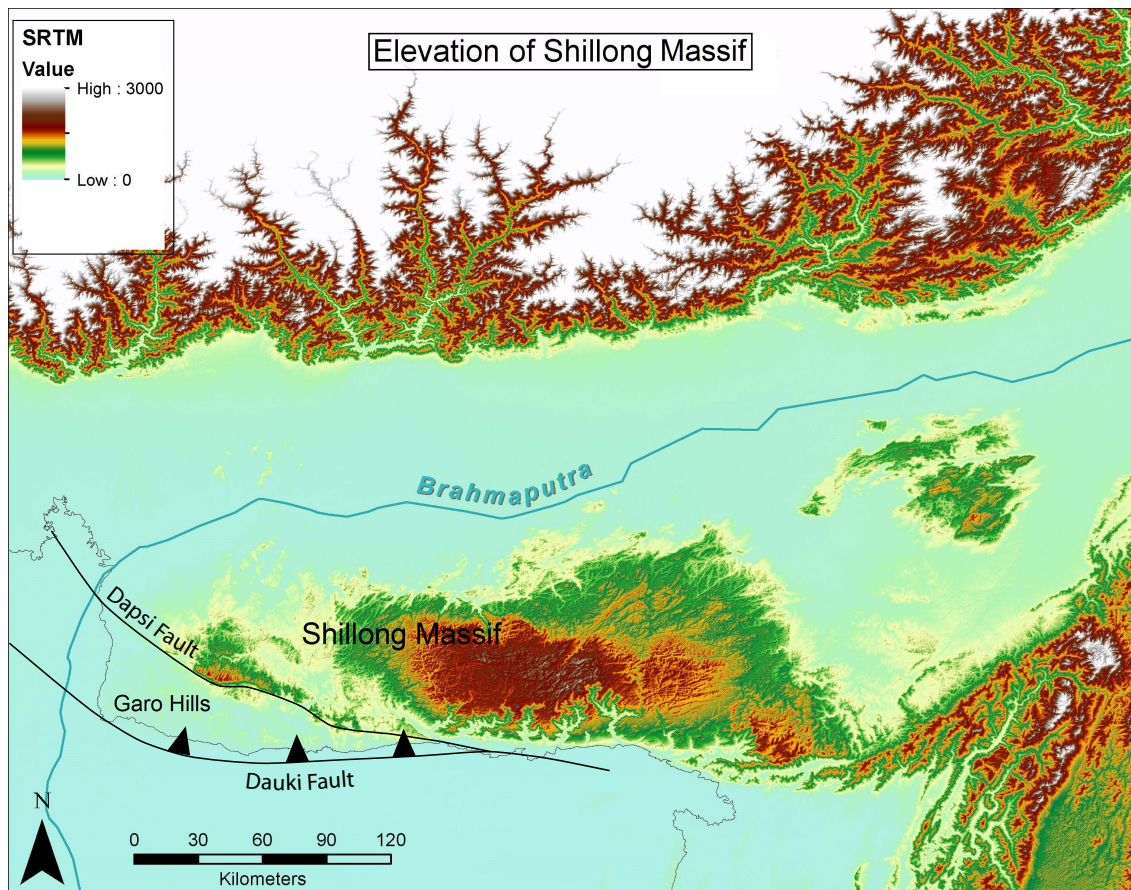 SRTM
Value
High : 3000
Low : 0
Elevation of Shillong Massif
Brahmaputra
Dapsi Fault
Shillong Massif
Garo Hills
Dauki Fault
N
0 30 60 90 120
Kilometers